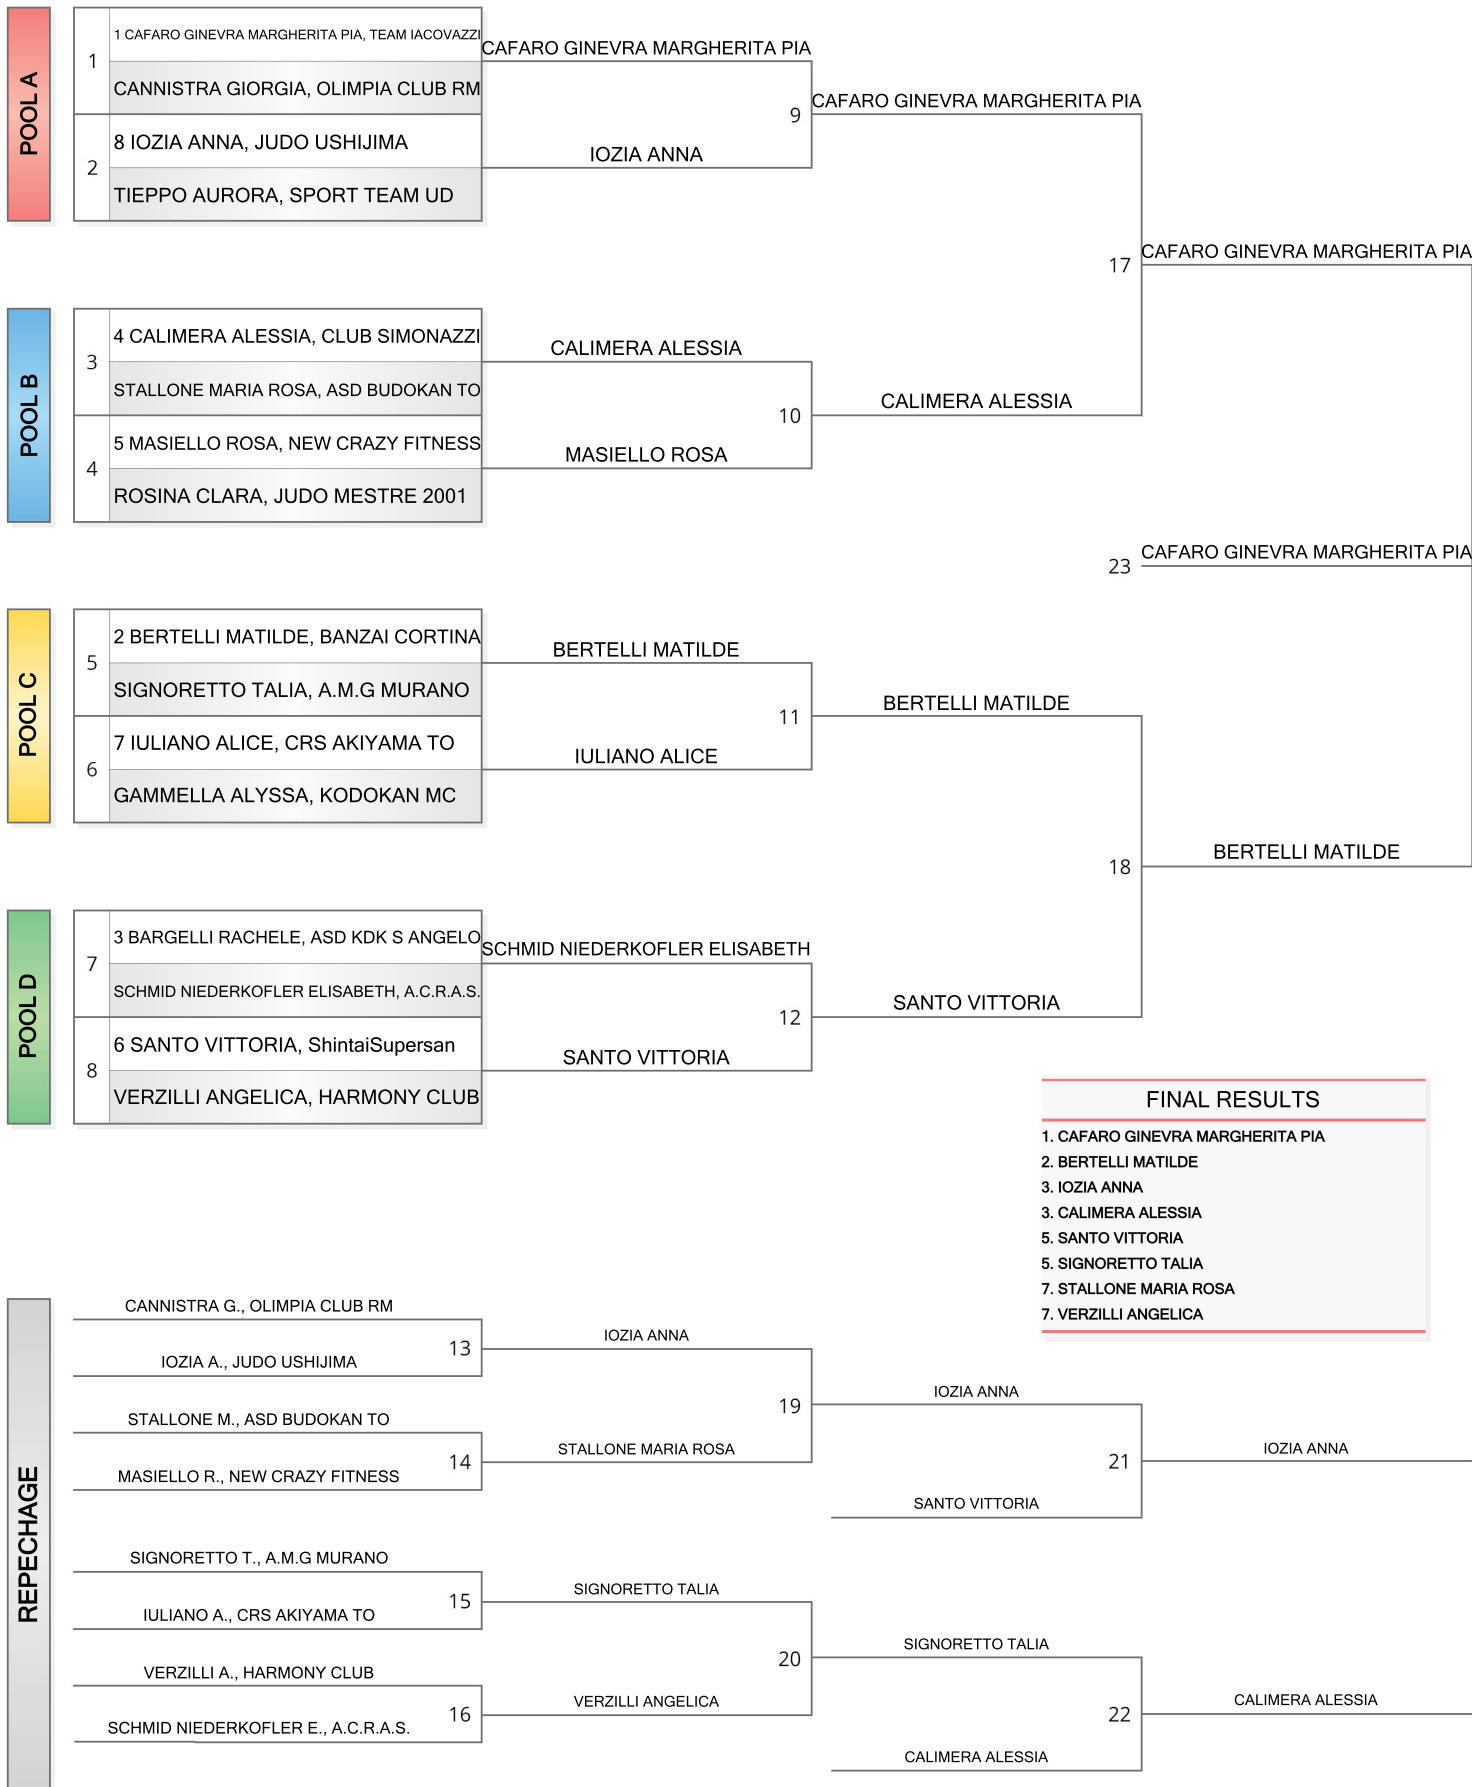 POOL A
1
1 CAFARO GINEVRA MARGHERITA PIA, TEAM IACOVAZZI
CANNISTRA GIORGIA, OLIMPIA CLUB RM
2
8 IOZIA ANNA, JUDO USHIJIMA
TIEPPO AURORA, SPORT TEAM UD
CAFARO GINEVRA MARGHERITA PIA
IOZIA ANNA
9
CAFARO GINEVRA MARGHERITA PIA
POOL B
3
4 CALIMERA ALESSIA, CLUB SIMONAZZI
STALLONE MARIA ROSA, ASD BUDOKAN TO
4
5 MASIELLO ROSA, NEW CRAZY FITNESS
ROSINA CLARA, JUDO MESTRE 2001
CALIMERA ALESSIA
MASIELLO ROSA
10
CALIMERA ALESSIA
17
CAFARO GINEVRA MARGHERITA PIA
23
CAFARO GINEVRA MARGHERITA PIA
POOL C
5
2 BERTELLI MATILDE, BANZAI CORTINA
SIGNORETTO TALIA, A.M.G MURANO
6
7 IULIANO ALICE, CRS AKIYAMA TO
GAMMELLA ALYSSA, KODOKAN MC
BERTELLI MATILDE
IULIANO ALICE
11
BERTELLI MATILDE
POOL D
7
3 BARGELLI RACHELE, ASD KDK S ANGELO
SCHMID NIEDERKOFLER ELISABETH, A.C.R.A.S.
8
6 SANTO VITTORIA, ShintaiSupersan
VERZILLI ANGELICA, HARMONY CLUB
SCHMID NIEDERKOFLER ELISABETH
SANTO VITTORIA
12
SANTO VITTORIA
18
BERTELLI MATILDE
FINAL RESULTS
1. CAFARO GINEVRA MARGHERITA PIA
2. BERTELLI MATILDE
3. IOZIA ANNA
3. CALIMERA ALESSIA
5. SANTO VITTORIA
5. SIGNORETTO TALIA
7. STALLONE MARIA ROSA
7. VERZILLI ANGELICA
REPECHAGE
CANNISTRA G., OLIMPIA CLUB RM
13
IOZIA A., JUDO USHIJIMA
STALLONE M., ASD BUDOKAN TO
14
MASIELLO R., NEW CRAZY FITNESS
IOZIA ANNA
19
STALLONE MARIA ROSA
IOZIA ANNA
21
SANTO VITTORIA
IOZIA ANNA
SIGNORETTO T., A.M.G MURANO
15
IULIANO A., CRS AKIYAMA TO
VERZILLI A., HARMONY CLUB
16
SCHMID NIEDERKOFLER E., A.C.R.A.S.
SIGNORETTO TALIA
20
VERZILLI ANGELICA
SIGNORETTO TALIA
22
CALIMERA ALESSIA
CALIMERA ALESSIA